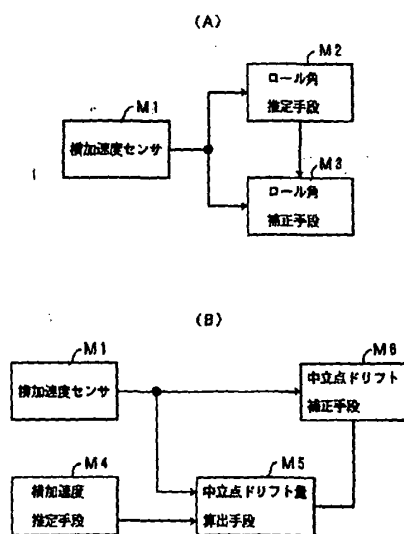 (A)
M2
ロール角
推定手段
M1
横加速度センサ
M3
ロール角
補正手段
(B)
M1
横加速度センサ
M6
中立点ドリフト
補正手段
M4
横加速度
推定手段
M5
中立点ドリフト量
算出手段